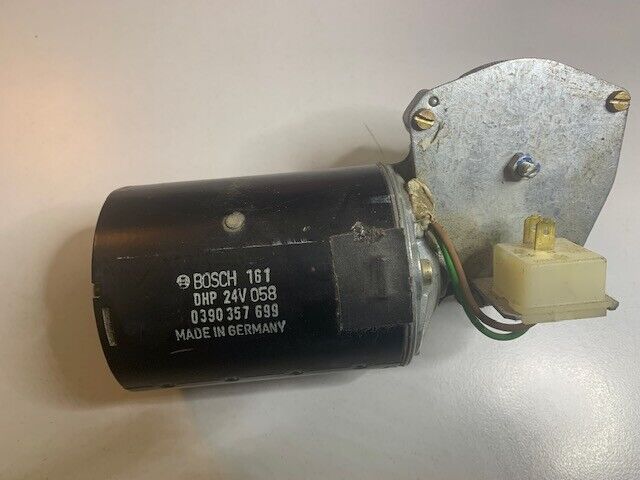 BOSCH 161
DHP 24V 058
0390 357 699
MADE IN GERMANY